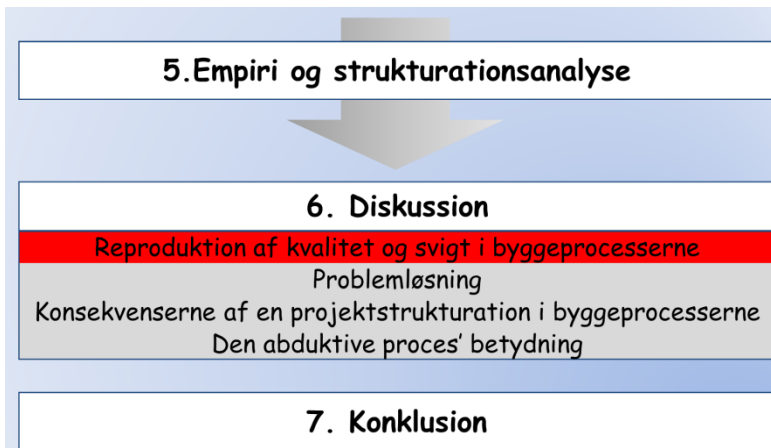 5.Empiri og strukturationsanalyse
6. Diskussion
Reproduktion af kvalitet og svigt i byggeprocesserne
Problemløsning
Konsekvenserne af en projektstrukturation i byggeprocesserne
Den abduktive proces’ betydning
7. Konklusion